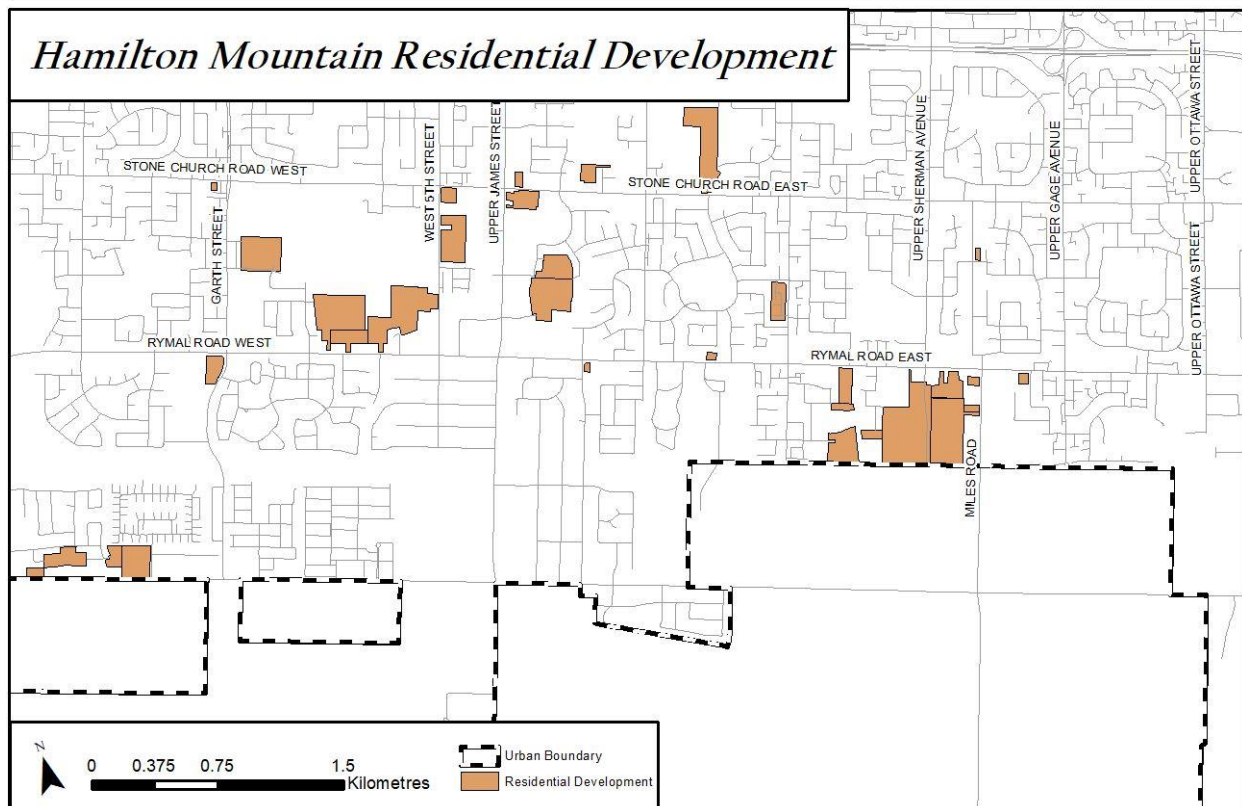 Hamilton Mountain Residential Development
STONE CHURCH ROAD WEST
WEST 5TH STREET
UPPER JAMES STREET
STONE CHURCH ROAD EAST
UPPER SHERMAN AVENUE
UPPER GAGE AVENUE
UPPER OTTAWA STREET
GARTH STREET
UPPER OTTAWA STREET
RYMAL ROAD WEST
RYMAL ROAD EAST
MILES ROAD
N
0 0.375 0.75 1.5
Kilometres
Urban Boundary
Residential Development